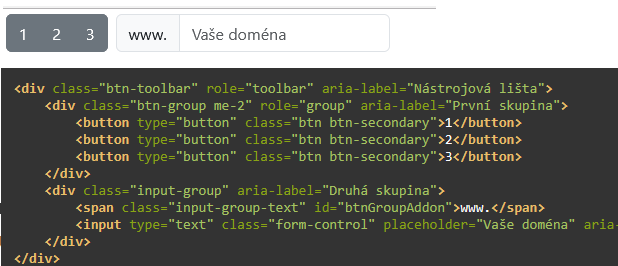 1 2 3 www. Vaše doména
<div class="btn-toolbar" role="toolbar" aria-label="Nástrojová lišta">
<div class="btn-group me-2" role="group" aria-label="První skupina">
<button type="button" class="btn btn-secondary">1</button>
<button type="button" class="btn btn-secondary">2</button>
<button type="button" class="btn btn-secondary">3</button>
</div>
<div class="input-group" aria-label="Druhá skupina">
<span class="input-group-text" id="btnGroupAddon">www.</span>
<input type="text" class="form-control" placeholder="Vaše doména" aria-
</div>
</div>